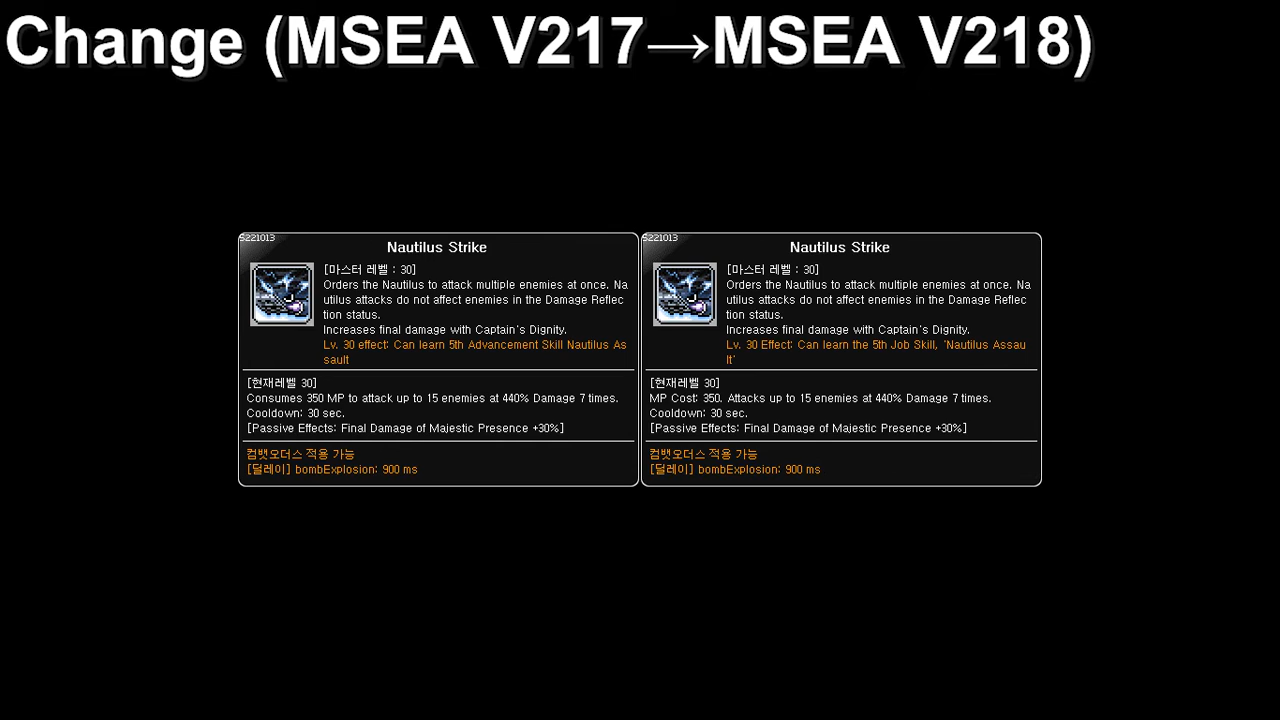 Change (MSEA V217→MSEA V218)
5221013
Nautilus Strike
[마스터 레벨 : 30]
Orders the Nautilus to attack multiple enemies at once. Na
utilus attacks do not affect enemies in the Damage Reflec
tion status.
Increases final damage with Captain's Dignity.
Lv. 30 effect: Can learn 5th Advancement Skill Nautilus As
sault
[현재레벨 30]
Consumes 350 MP to attack up to 15 enemies at 440% Damage 7 times.
Cooldown: 30 sec.
[Passive Effects: Final Damage of Majestic Presence +30%]
컴뱃오더스 적용 가능
[딜레이] bombExplosion: 900 ms
5221013
Nautilus Strike
[마스터 레벨 : 30]
Orders the Nautilus to attack multiple enemies at once. Na
utilus attacks do not affect enemies in the Damage Reflec
tion status.
Increases final damage with Captain's Dignity.
Lv. 30 Effect: Can learn the 5th Job Skill, 'Nautilus Assau
lt'
[현재레벨 30]
MP Cost: 350. Attacks up to 15 enemies at 440% Damage 7 times.
Cooldown: 30 sec.
[Passive Effects: Final Damage of Majestic Presence +30%]
컴뱃오더스 적용 가능
[딜레이] bombExplosion: 900 ms